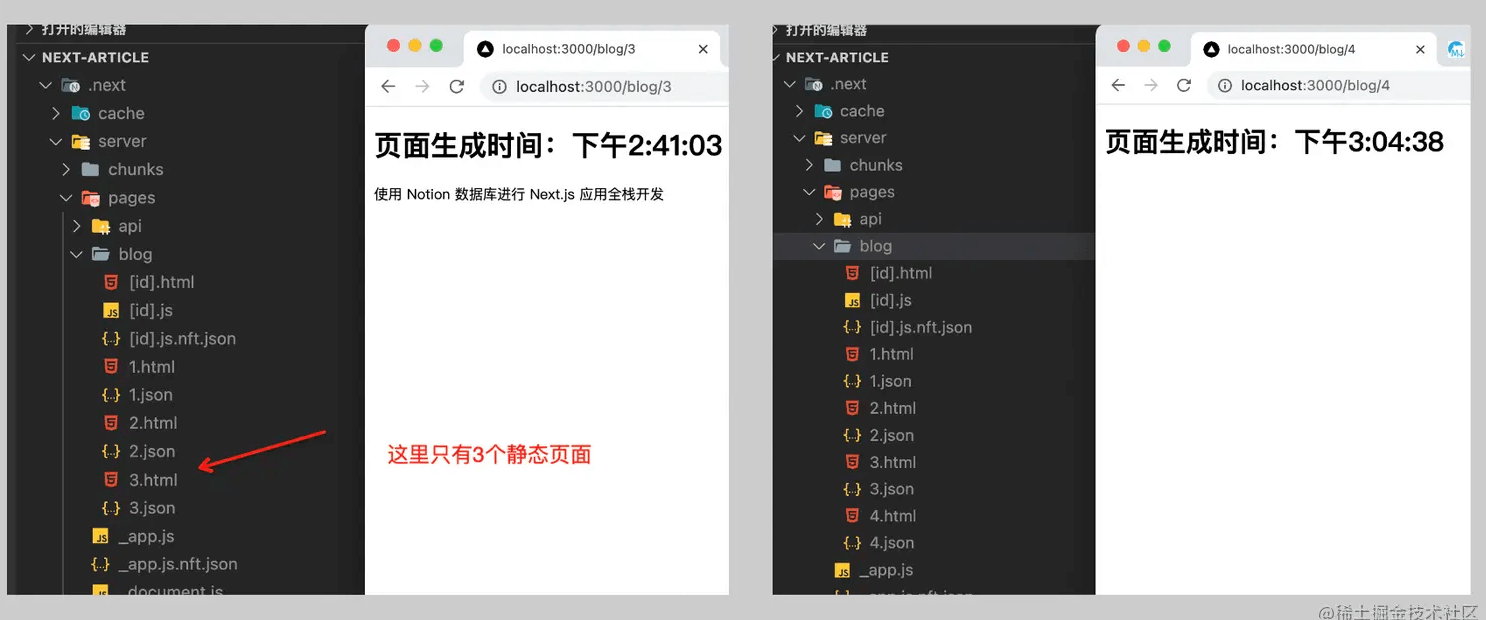 打开的编辑器
NEXT-ARTICLE
.next
cache
server
chunks
pages
api
blog
[id].html
[id].js
[id].js.nft.json
1.html
1.json
2.html
2.json
3.html
3.json
_app.js
_app.js.nft.json
_document.js
localhost:3000/blog/3
localhost:3000/blog/3
页面生成时间：下午2:41:03
使用 Notion 数据库进行 Next.js 应用全栈开发
这里只有3个静态页面
打开的编辑器
NEXT-ARTICLE
.next
cache
server
chunks
pages
api
blog
[id].html
[id].js
[id].js.nft.json
1.html
1.json
2.html
2.json
3.html
3.json
4.html
4.json
_app.js
_app.js.nft.json
localhost:3000/blog/4
localhost:3000/blog/4
页面生成时间：下午3:04:38
@稀土掘金技术社区